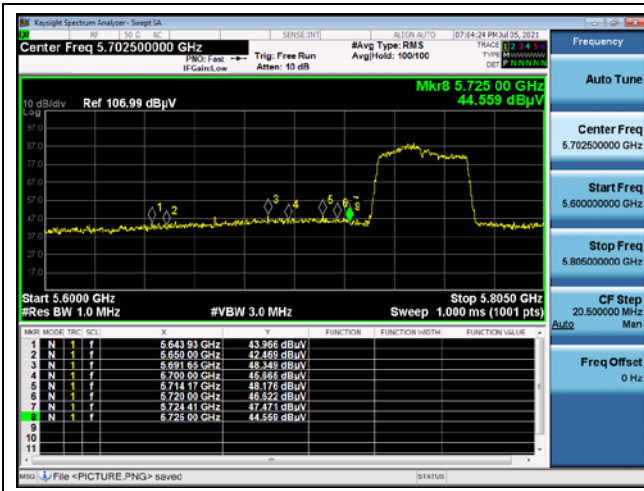 Keysight Spectrum Analyzer - Swept SA
RF 50 Ω AC SENSE:INT ALIGN AUTO 07:04:24 PM Jul 05, 2021
Center Freq 5.702500000 GHz
PNO: Fast
IFGain:Low
Trig: Free Run
Atten: 10 dB
#Avg Type: RMS
Avg|Hold: 100/100
TRACE 1 2 3 4 5 6
TYPE MWWWWW
DET P N N N N N
Mkr8 5.725 00 GHz
44.559 dBµV
10 dB/div
Log
Ref 106.99 dBµV
97.0
87.0
77.0
67.0
57.0
47.0
37.0
27.0
17.0
1 2 3 4 5 6 7 8
Start 5.6000 GHz
Stop 5.8050 GHz
#Res BW 1.0 MHz
#VBW 3.0 MHz
Sweep 1.000 ms (1001 pts)
MKR MODE TRC SCL X Y FUNCTION FUNCTION WIDTH FUNCTION VALUE
1 N 1 f 5.643 93 GHz 43.966 dBµV
2 N 1 f 5.650 00 GHz 42.469 dBµV
3 N 1 f 5.691 65 GHz 48.349 dBµV
4 N 1 f 5.700 00 GHz 45.665 dBµV
5 N 1 f 5.714 17 GHz 48.176 dBµV
6 N 1 f 5.720 00 GHz 46.622 dBµV
7 N 1 f 5.724 41 GHz 47.471 dBµV
8 N 1 f 5.725 00 GHz 44.559 dBµV
9
10
11
MSG File <PICTURE.PNG> saved
STATUS
Frequency
Auto Tune
Center Freq
5.702500000 GHz
Start Freq
5.600000000 GHz
Stop Freq
5.805000000 GHz
CF Step
20.500000 MHz
Auto Man
Freq Offset
0 Hz